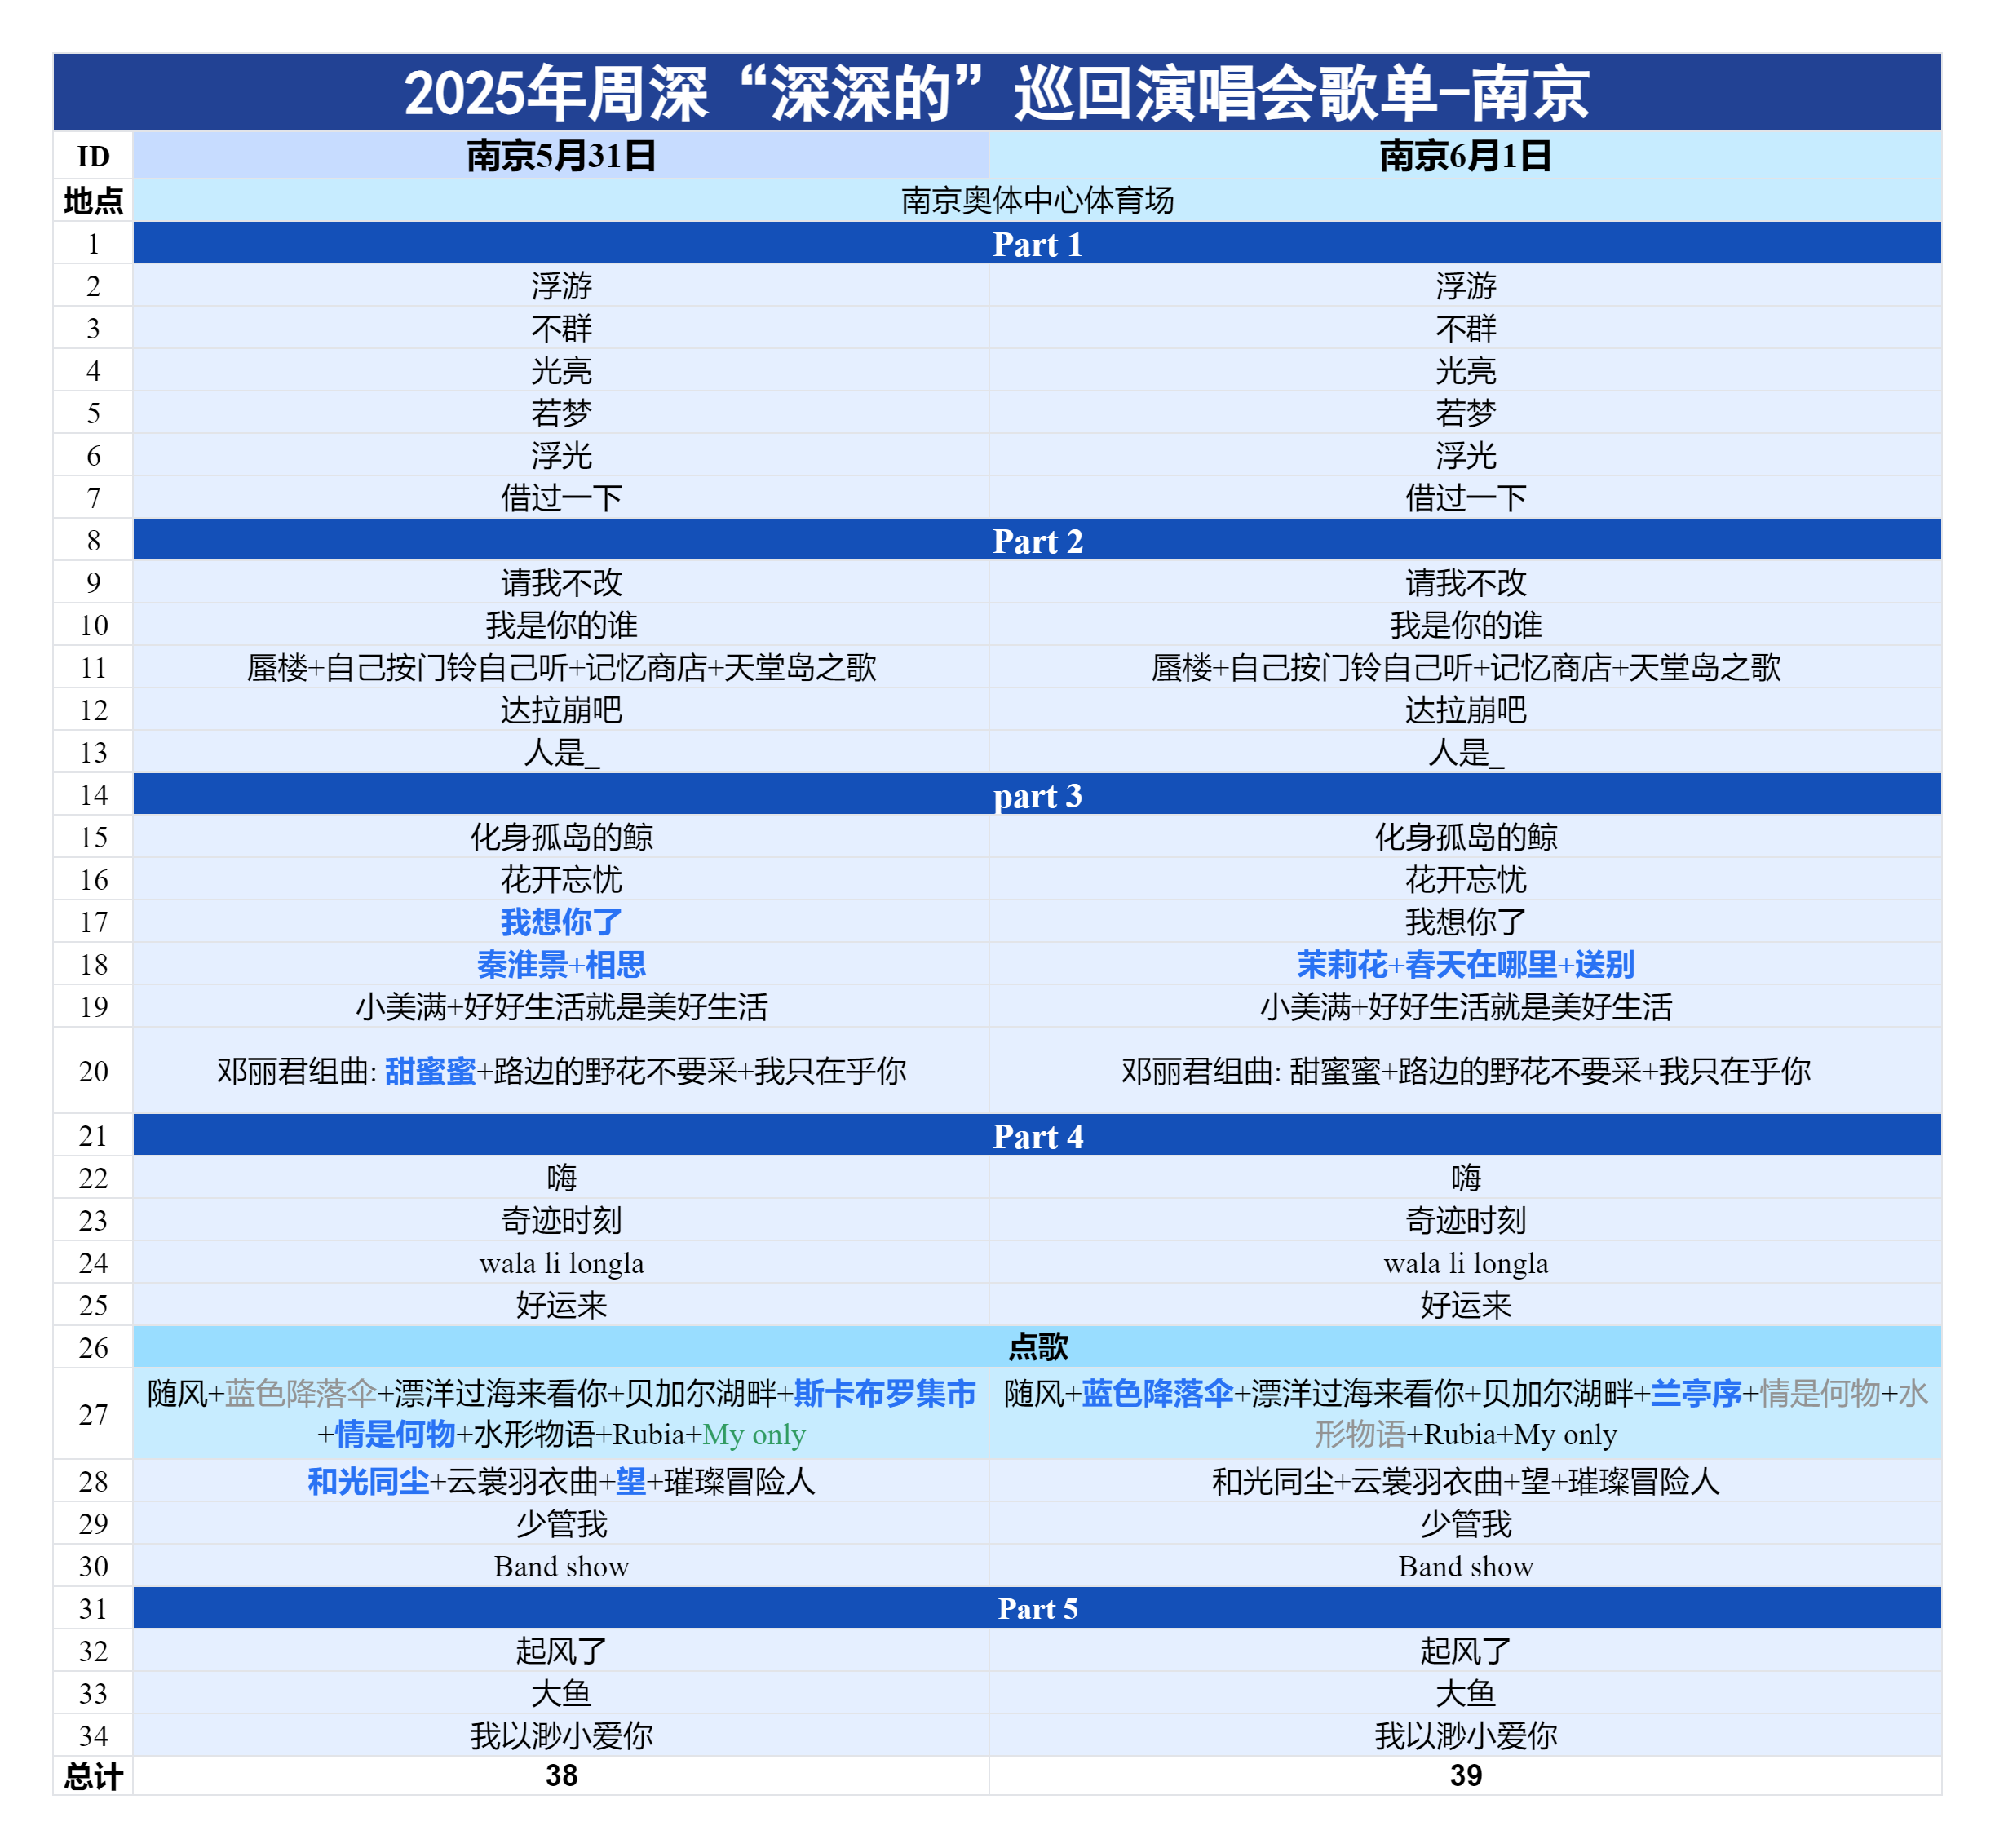 2025年周深“深深的”巡回演唱会歌单-南京
ID 南京5月31日 南京6月1日
地点 南京奥体中心体育场
1 Part 1
2 浮游 浮游
3 不群 不群
4 光亮 光亮
5 若梦 若梦
6 浮光 浮光
7 借过一下 借过一下
8 Part 2
9 请我不改 请我不改
10 我是你的谁 我是你的谁
11 蜃楼+自己按门铃自己听+记忆商店+天堂岛之歌 蜃楼+自己按门铃自己听+记忆商店+天堂岛之歌
12 达拉崩吧 达拉崩吧
13 人是_ 人是_
14 part 3
15 化身孤岛的鲸 化身孤岛的鲸
16 花开忘忧 花开忘忧
17 我想你了 我想你了
18 秦淮景+相思 茉莉花+春天在哪里+送别
19 小美满+好好生活就是美好生活 小美满+好好生活就是美好生活
20 邓丽君组曲: 甜蜜蜜+路边的野花不要采+我只在乎你 邓丽君组曲: 甜蜜蜜+路边的野花不要采+我只在乎你
21 Part 4
22 嗨 嗨
23 奇迹时刻 奇迹时刻
24 wala li longla wala li longla
25 好运来 好运来
26 点歌
27 随风+蓝色降落伞+漂洋过海来看你+贝加尔湖畔+斯卡布罗集市
+情是何物+水形物语+Rubia+My only
随风+蓝色降落伞+漂洋过海来看你+贝加尔湖畔+兰亭序+情是何物+水
形物语+Rubia+My only
28 和光同尘+云裳羽衣曲+望+璀璨冒险人 和光同尘+云裳羽衣曲+望+璀璨冒险人
29 少管我 少管我
30 Band show Band show
31 Part 5
32 起风了 起风了
33 大鱼 大鱼
34 我以渺小爱你 我以渺小爱你
总计 38 39